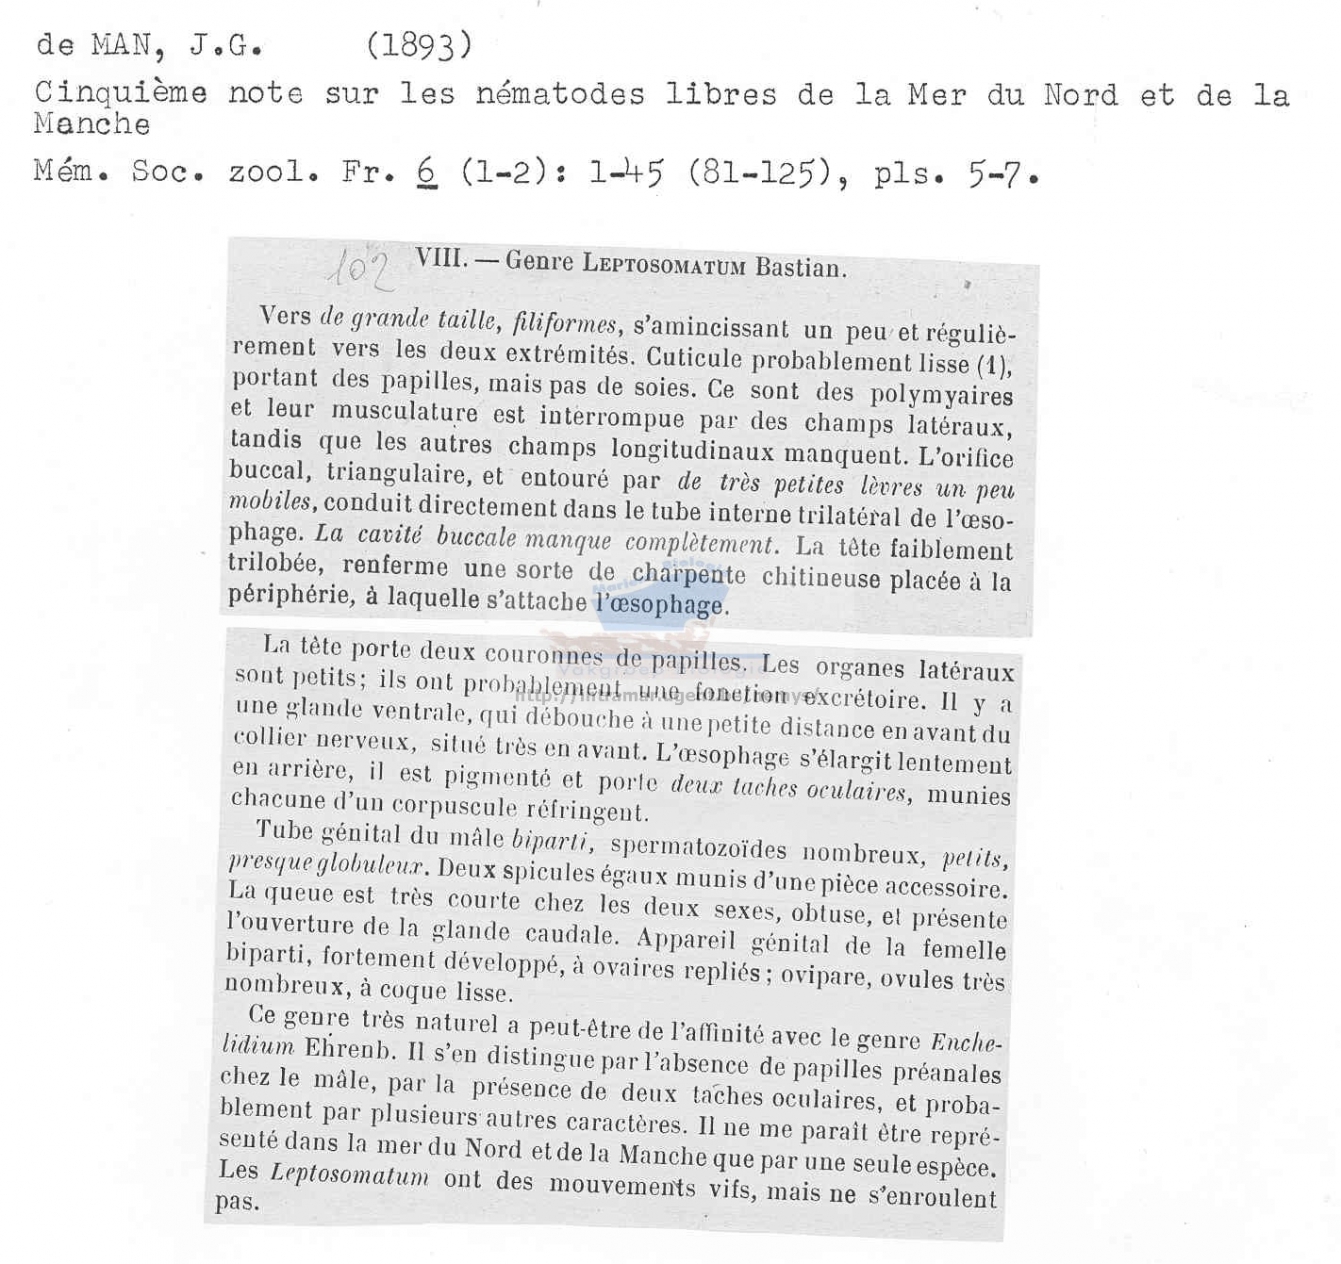 de MAN, J.G. (1893)
Cinquième note sur les nématodes libres de la Mer du Nord et de la
Manche
Mém. Soc. zool. Fr. 6 (1-2): 1-45 (81-125), pls. 5-7.
102
VIII. — Genre LEPTOSOMATUM Bastian.
Vers de grande taille, filiformes, s'amincissant un peu et réguliè-
rement vers les deux extrémités. Cuticule probablement lisse (1),
portant des papilles, mais pas de soies. Ce sont des polymyaires
et leur musculature est interrompue par des champs latéraux,
tandis que les autres champs longitudinaux manquent. L'orifice
buccal, triangulaire, et entouré par de très petites lèvres un peu
mobiles, conduit directement dans le tube interne trilatéral de l'œso-
phage. La cavité buccale manque complètement. La tête faiblement
trilobée, renferme une sorte de charpente chitineuse placée à la
périphérie, à laquelle s'attache l'œsophage.
La tête porte deux couronnes de papilles. Les organes latéraux
sont petits; ils ont probablement une fonction excrétoire. Il y a
une glande ventrale, qui débouche à une petite distance en avant du
collier nerveux, situé très en avant. L'œsophage s'élargit lentement
en arrière, il est pigmenté et porte deux taches oculaires, munies
chacune d'un corpuscule réfringent.
Tube génital du mâle biparti, spermatozoïdes nombreux, petits,
presque globuleux. Deux spicules égaux munis d'une pièce accessoire.
La queue est très courte chez les deux sexes, obtuse, et présente
l'ouverture de la glande caudale. Appareil génital de la femelle
biparti, fortement développé, à ovaires repliés; ovipare, ovules très
nombreux, à coque lisse.
Ce genre très naturel a peut-être de l'affinité avec le genre Enche-
lidium Ehrenb. Il s'en distingue par l'absence de papilles préanales
chez le mâle, par la présence de deux taches oculaires, et proba-
blement par plusieurs autres caractères. Il ne me paraît être repré-
senté dans la mer du Nord et de la Manche que par une seule espèce.
Les Leptosomatum ont des mouvements vifs, mais ne s'enroulent
pas.